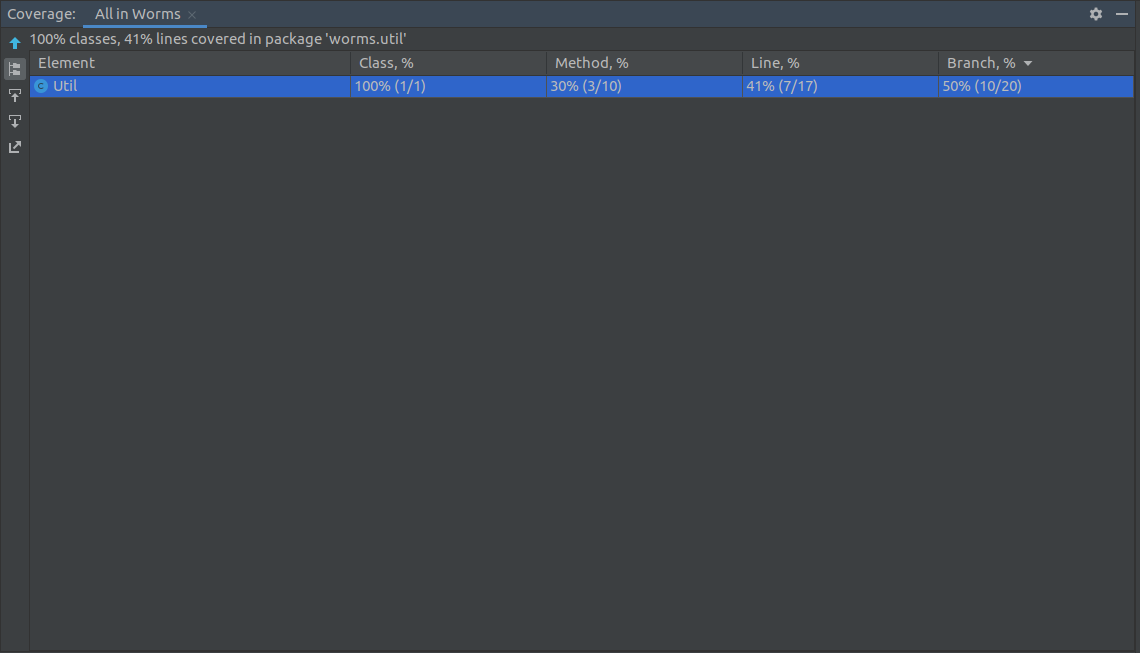 Coverage: All in Worms
100% classes, 41% lines covered in package 'worms.util'
Element Class, % Method, % Line, % Branch, %
C Util 100% (1/1) 30% (3/10) 41% (7/17) 50% (10/20)